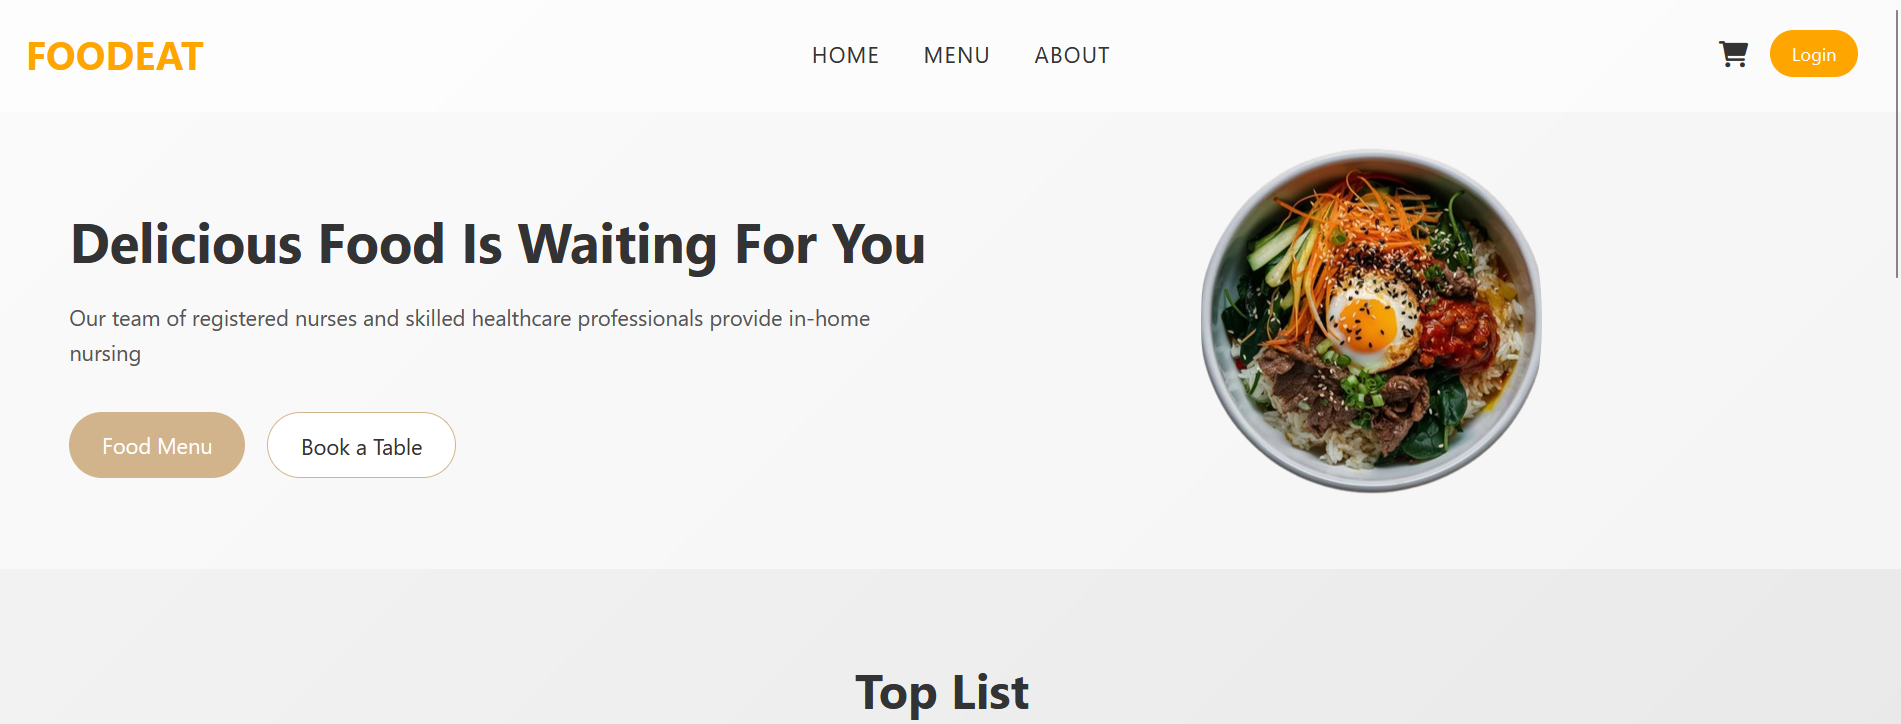 FOODEAT
HOME MENU ABOUT
Login
Delicious Food Is Waiting For You
Our team of registered nurses and skilled healthcare professionals provide in-home
nursing
Food Menu
Book a Table
Top List